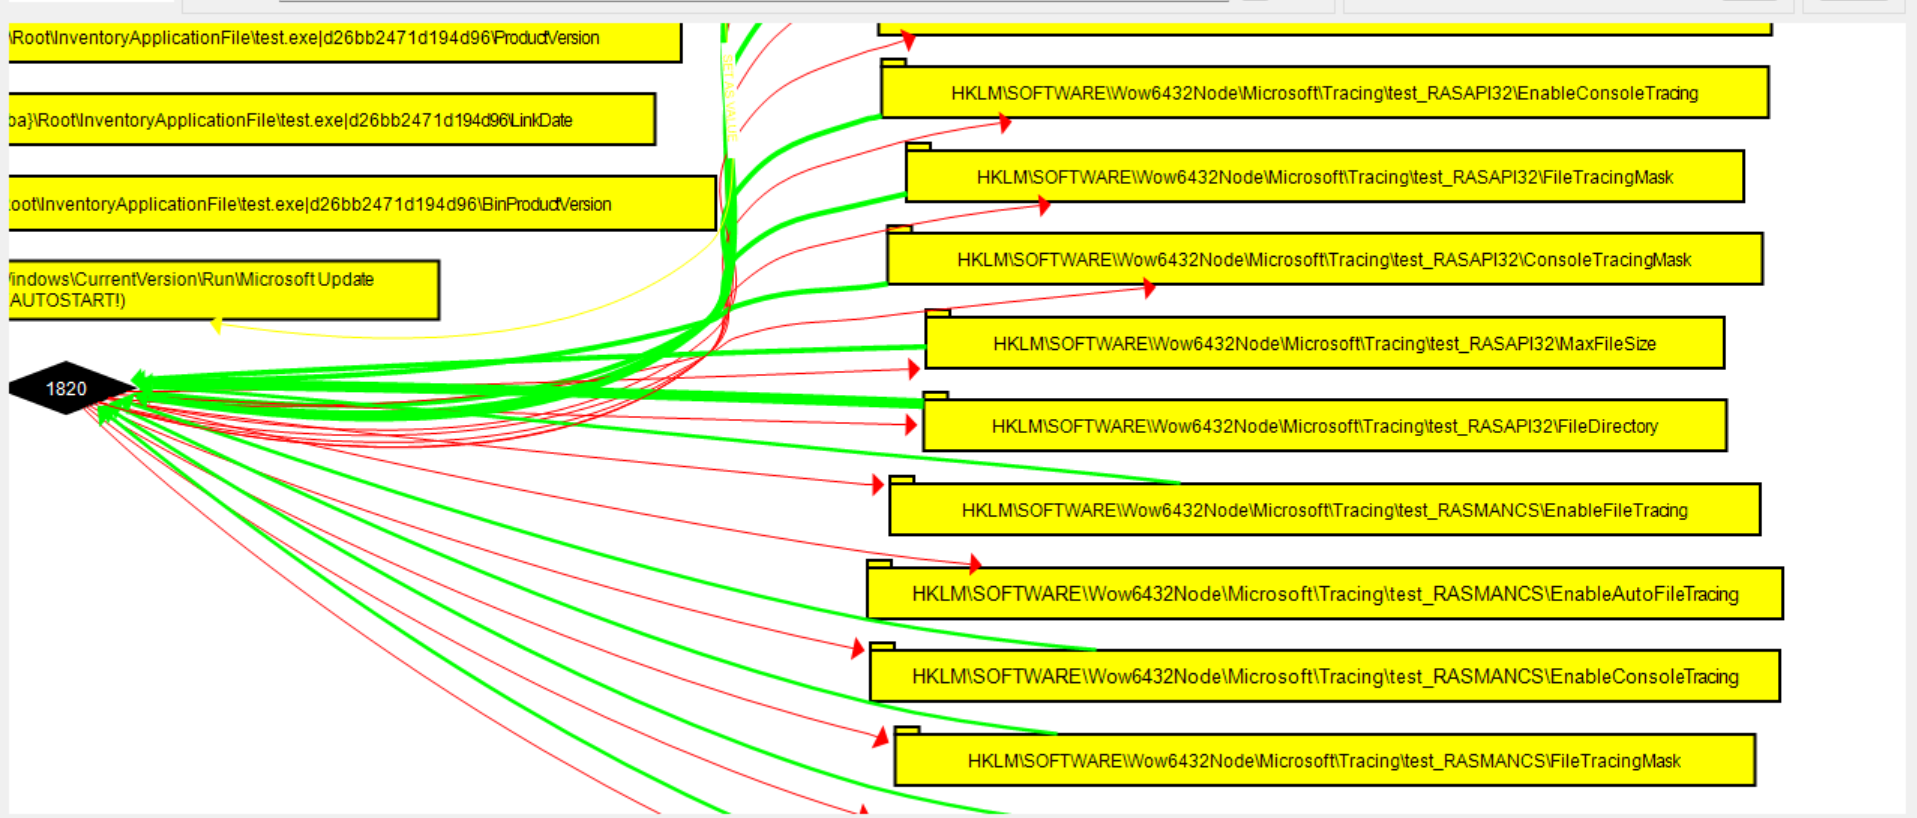 \Root\InventoryApplicationFile\test.exe|d26bb2471d194d96\ProductVersion
ba}\Root\InventoryApplicationFile\test.exe|d26bb2471d194d96\LinkDate
oot\InventoryApplicationFile\test.exe|d26bb2471d194d96\BinProductVersion
indows\CurrentVersion\Run\Microsoft Update
AUTOSTART!)
1820
HKLM\SOFTWARE\Wow6432Node\Microsoft\Tracing\test_RASAPI32\EnableConsoleTracing
HKLM\SOFTWARE\Wow6432Node\Microsoft\Tracing\test_RASAPI32\FileTracingMask
HKLM\SOFTWARE\Wow6432Node\Microsoft\Tracing\test_RASAPI32\ConsoleTracingMask
HKLM\SOFTWARE\Wow6432Node\Microsoft\Tracing\test_RASAPI32\MaxFileSize
HKLM\SOFTWARE\Wow6432Node\Microsoft\Tracing\test_RASAPI32\FileDirectory
HKLM\SOFTWARE\Wow6432Node\Microsoft\Tracing\test_RASMANCS\EnableFileTracing
HKLM\SOFTWARE\Wow6432Node\Microsoft\Tracing\test_RASMANCS\EnableAutoFileTracing
HKLM\SOFTWARE\Wow6432Node\Microsoft\Tracing\test_RASMANCS\EnableConsoleTracing
HKLM\SOFTWARE\Wow6432Node\Microsoft\Tracing\test_RASMANCS\FileTracingMask